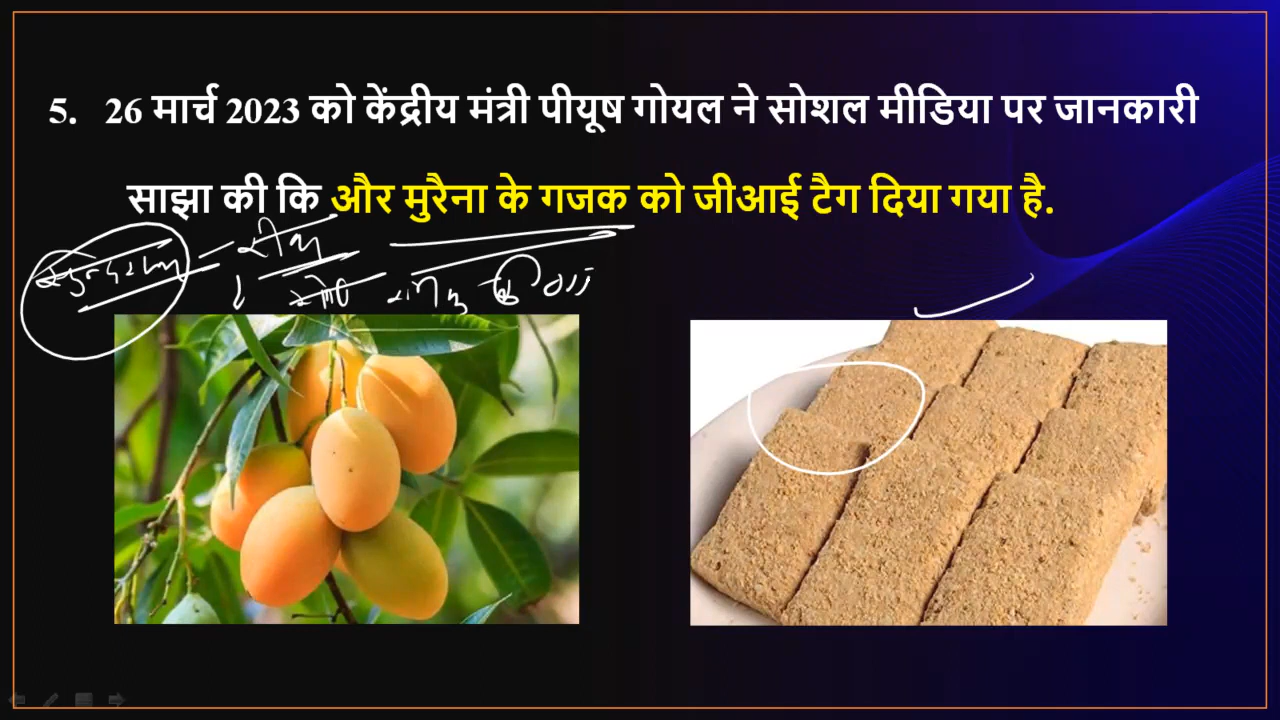 5. 26 मार्च 2023 को केंद्रीय मंत्री पीयूष गोयल ने सोशल मीडिया पर जानकारी
साझा की कि और मुरैना के गजक को जीआई टैग दिया गया है.